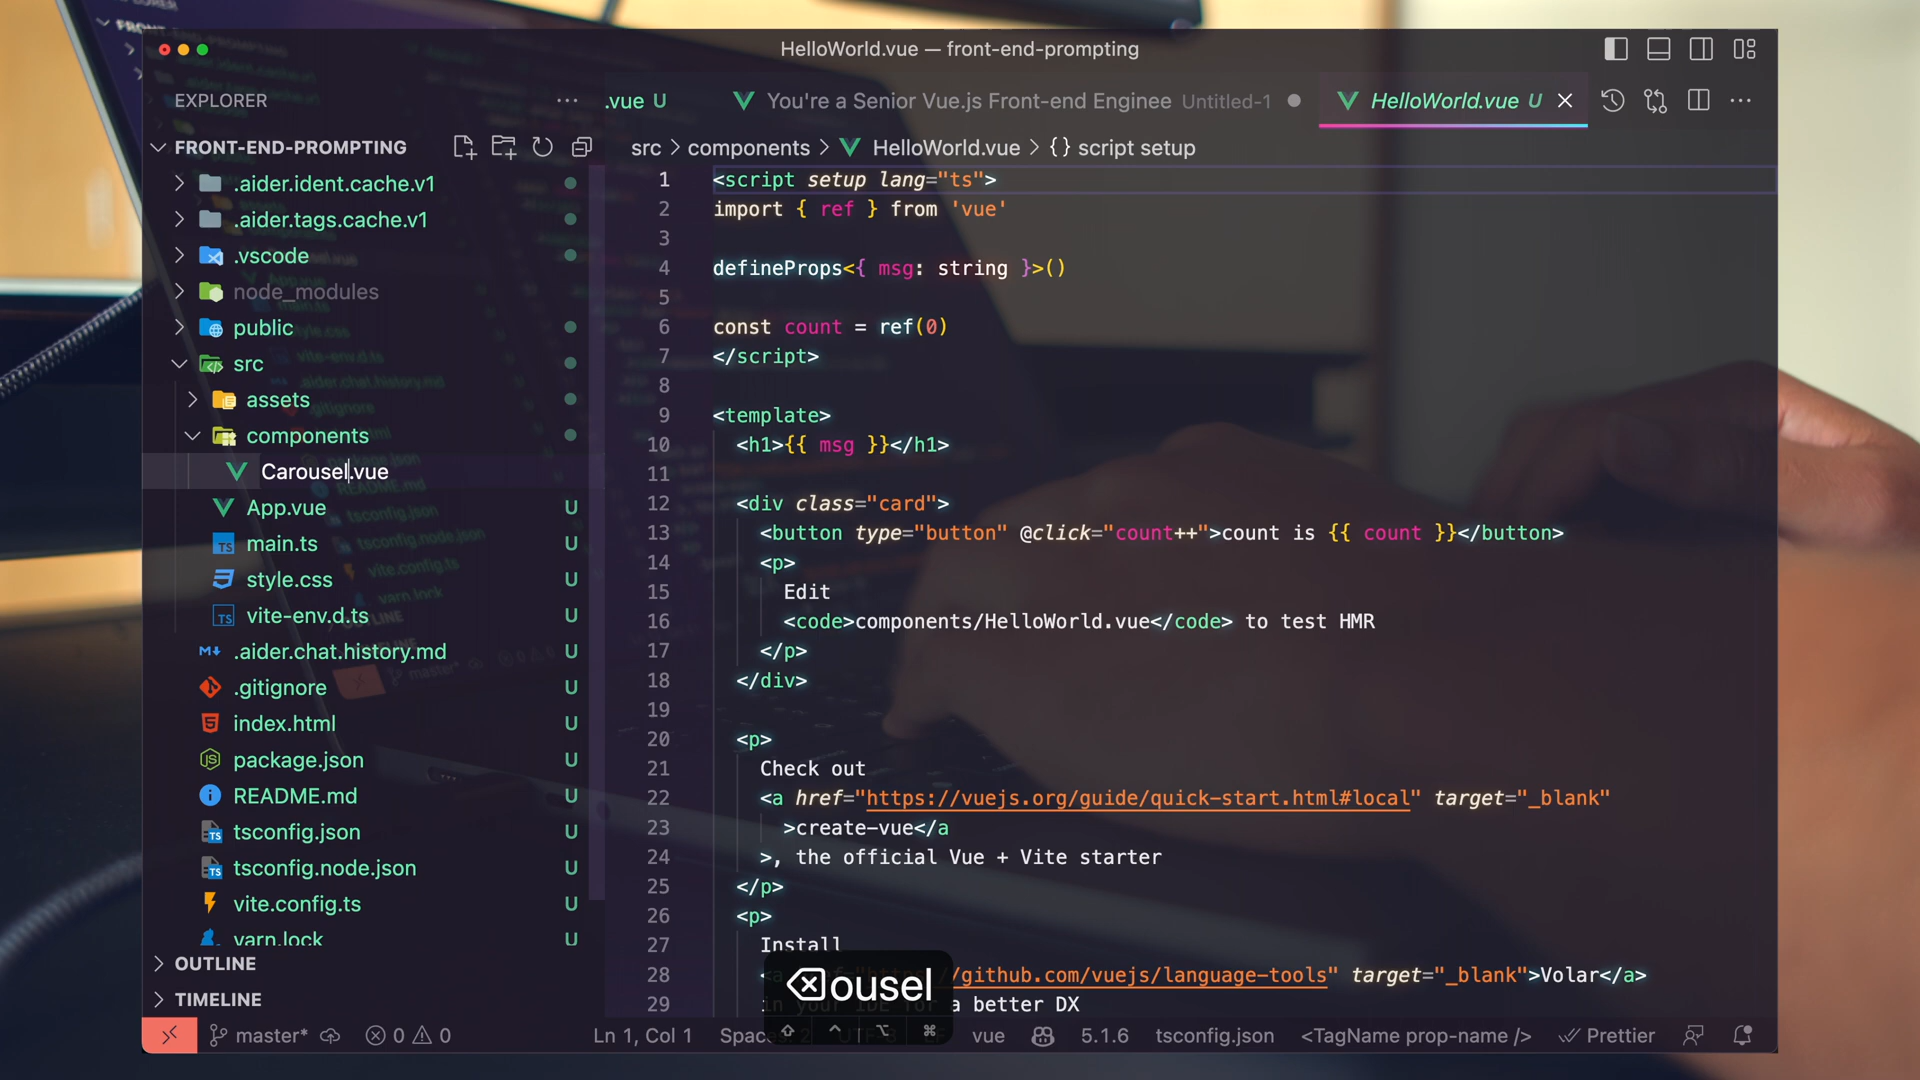 HelloWorld.vue — front-end-prompting
EXPLORER
.vue U
You're a Senior Vue.js Front-end Enginee Untitled-1
HelloWorld.vue U
FRONT-END-PROMPTING
src > components > HelloWorld.vue > {} script setup
.aider.ident.cache.v1
.aider.tags.cache.v1
.vscode
node_modules
public
src
assets
components
Carousel.vue
App.vue U
main.ts U
style.css U
vite-env.d.ts U
.aider.chat.history.md U
.gitignore U
index.html U
package.json U
README.md U
tsconfig.json U
tsconfig.node.json U
vite.config.ts U
yarn.lock U
OUTLINE
TIMELINE
1 <script setup lang="ts">
2 import { ref } from 'vue'
3
4 defineProps<{ msg: string }>()
5
6 const count = ref(0)
7 </script>
8
9 <template>
10 <h1>{{ msg }}</h1>
11
12 <div class="card">
13 <button type="button" @click="count++">count is {{ count }}</button>
14 <p>
15 Edit
16 <code>components/HelloWorld.vue</code> to test HMR
17 </p>
18 </div>
19
20 <p>
21 Check out
22 <a href="https://vuejs.org/guide/quick-start.html#local" target="_blank"
23 >create-vue</a
24 >, the official Vue + Vite starter
25 </p>
26 <p>
27 Install
28 //github.com/vuejs/language-tools" target="_blank">Volar</a>
29 a better DX
⌫ousel
⇧ ⌃ ⌥ ⌘
master* 0 0 Ln 1, Col 1 vue 5.1.6 tsconfig.json <TagName prop-name /> Prettier